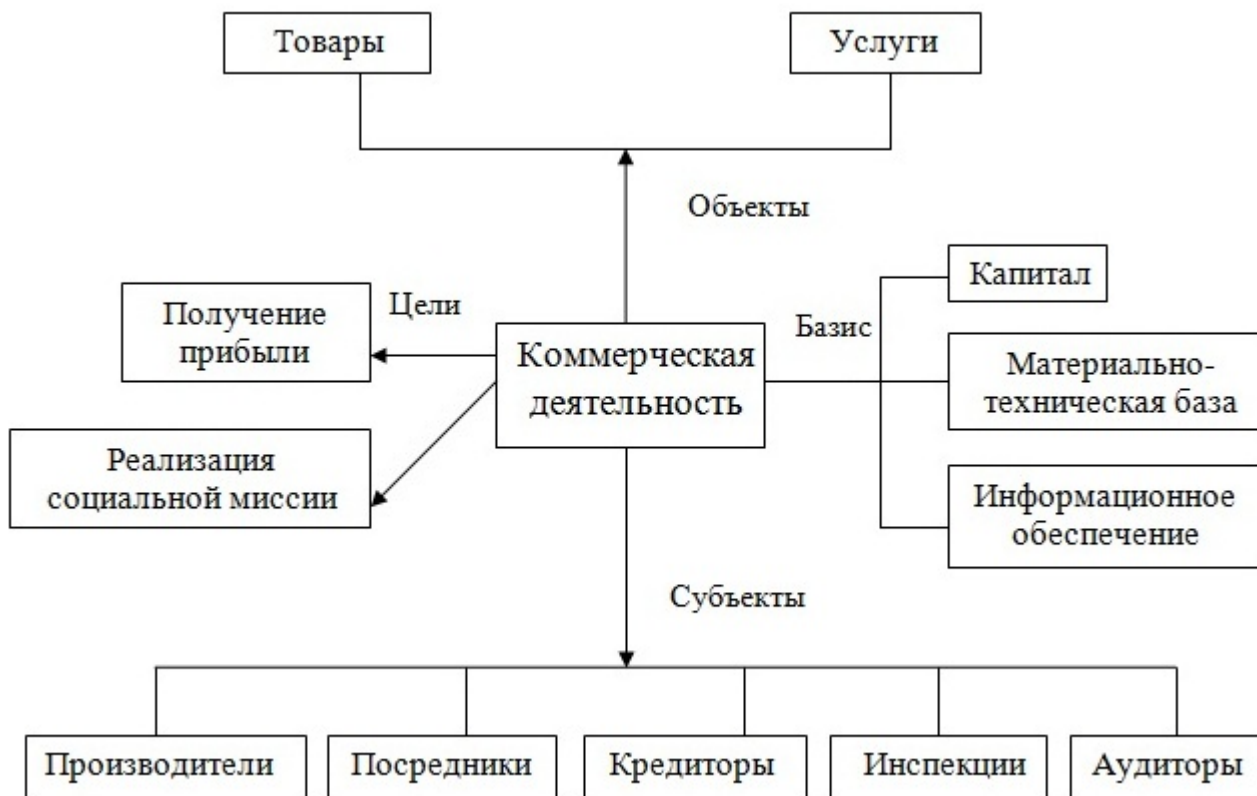 Товары
Услуги
Объекты
Капитал
Цели
Базис
Получение
прибыли
Коммерческая
деятельность
Материально-
техническая база
Реализация
социальной миссии
Информационное
обеспечение
Субъекты
Производители
Посредники
Кредиторы
Инспекции
Аудиторы